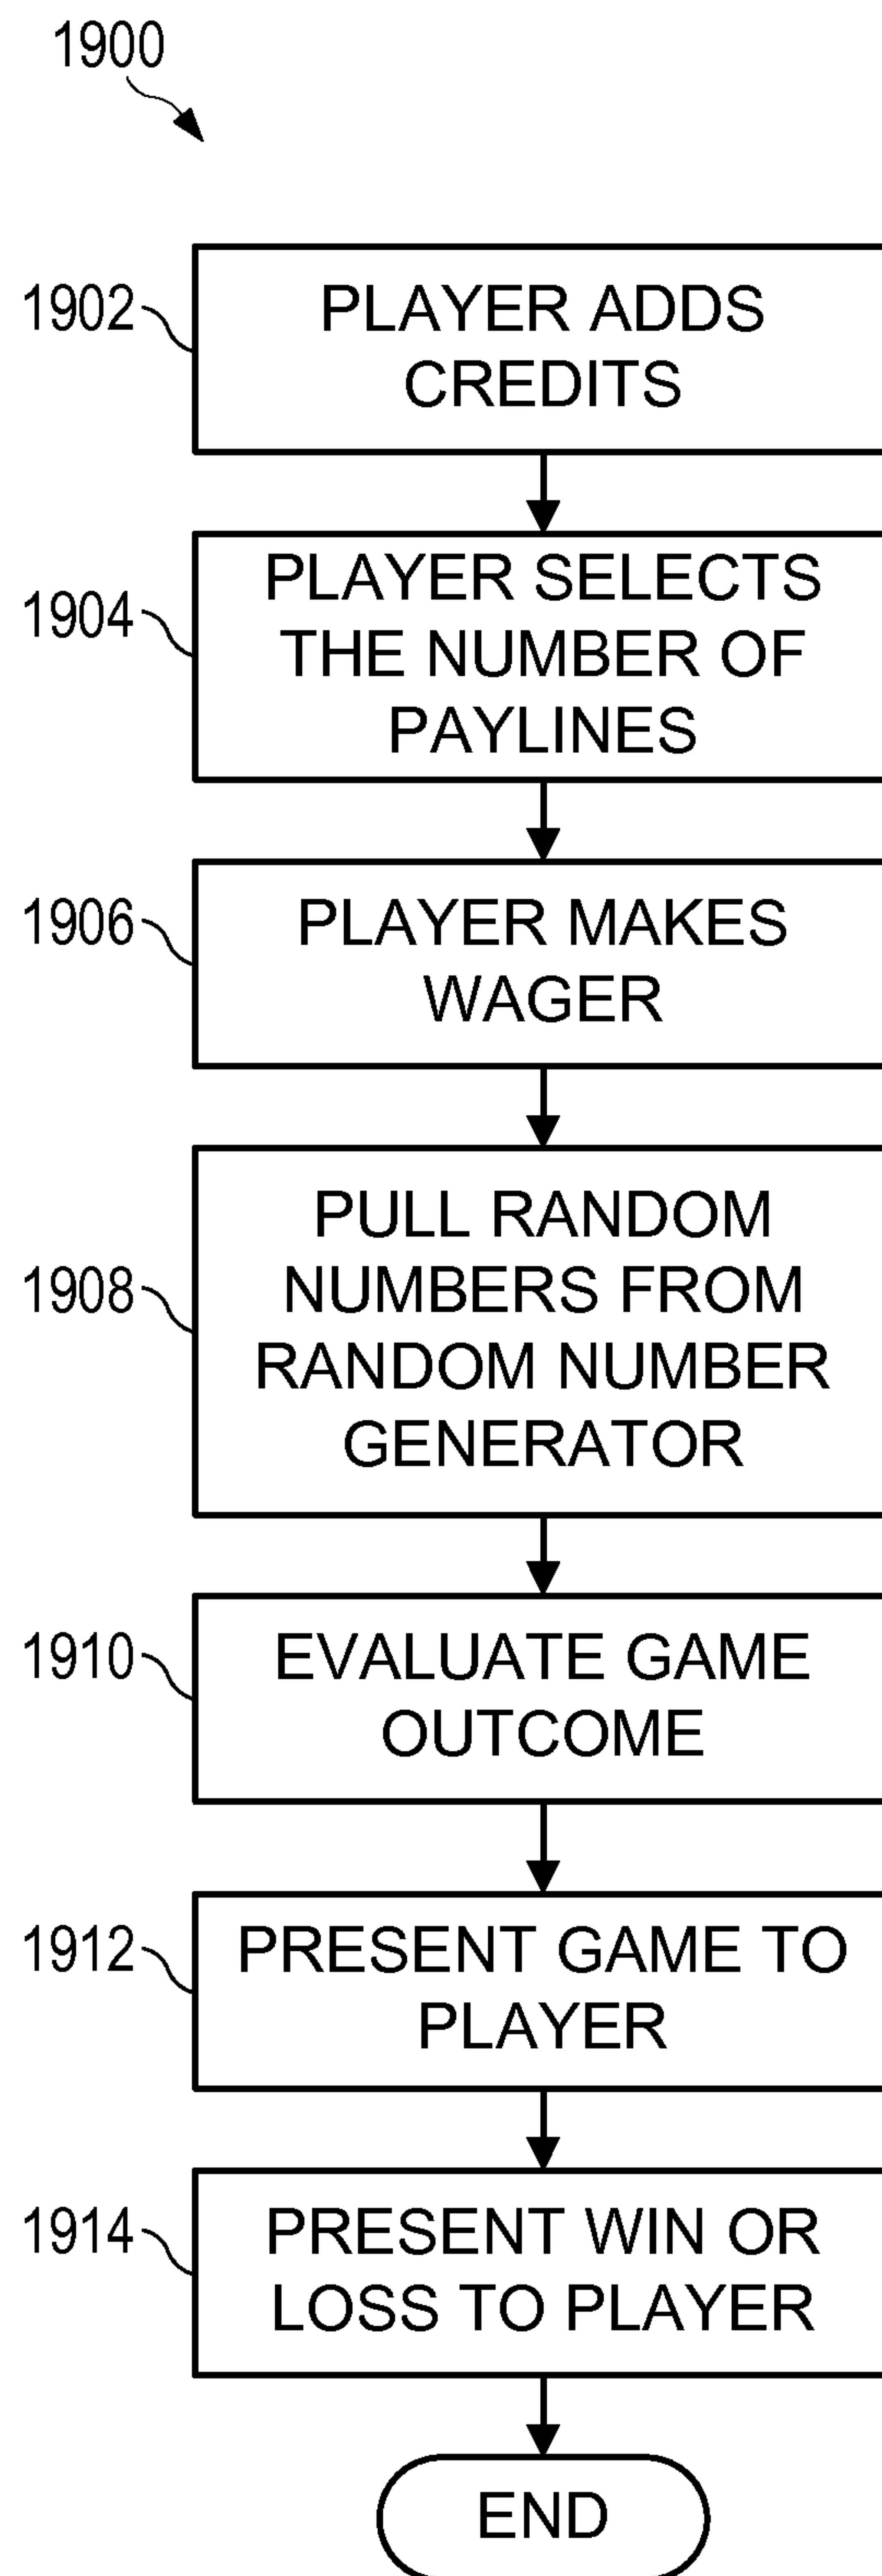 1900
1902
PLAYER ADDS
CREDITS
1904
PLAYER SELECTS
THE NUMBER OF
PAYLINES
1906
PLAYER MAKES
WAGER
1908
PULL RANDOM
NUMBERS FROM
RANDOM NUMBER
GENERATOR
1910
EVALUATE GAME
OUTCOME
1912
PRESENT GAME TO
PLAYER
1914
PRESENT WIN OR
LOSS TO PLAYER
END